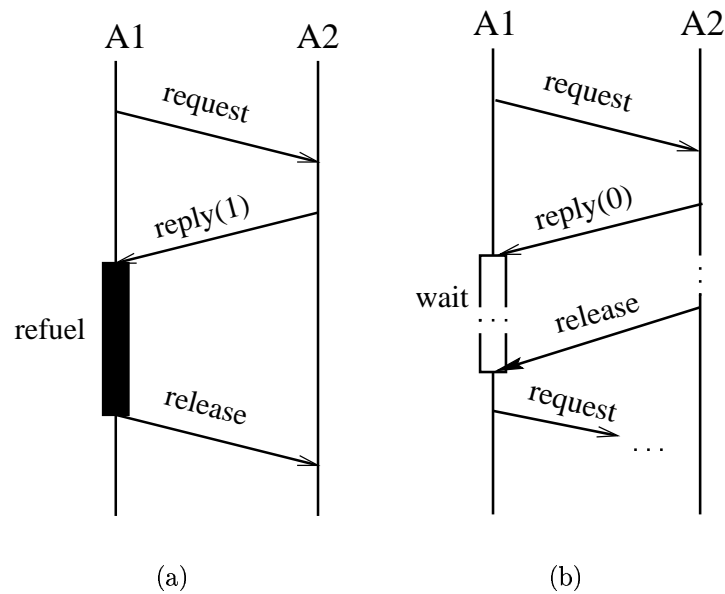 A1
A2
request
reply(1)
refuel
release
(a)
A1
A2
request
reply(0)
wait
. . .
release
request
. . .
(b)